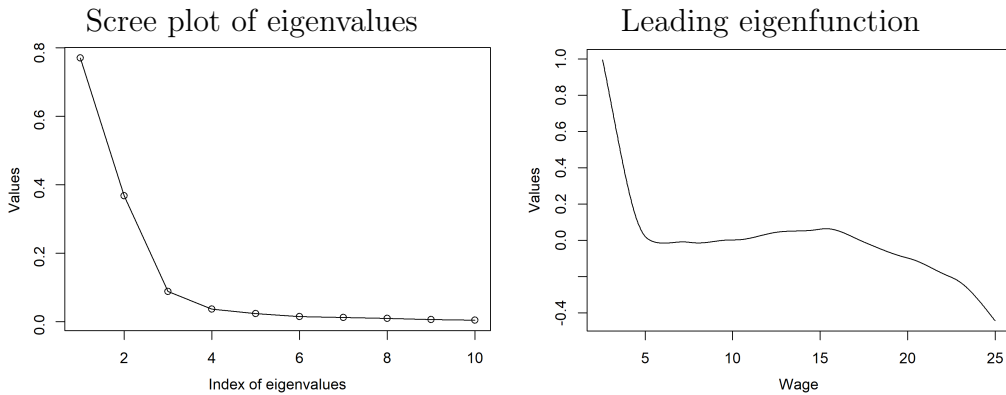 Scree plot of eigenvalues
0.8
0.6
0.4
0.2
0.0
Values
2 4 6 8 10
Index of eigenvalues
Leading eigenfunction
1.0
0.8
0.6
0.4
0.2
0.0
-0.4
Values
5 10 15 20 25
Wage